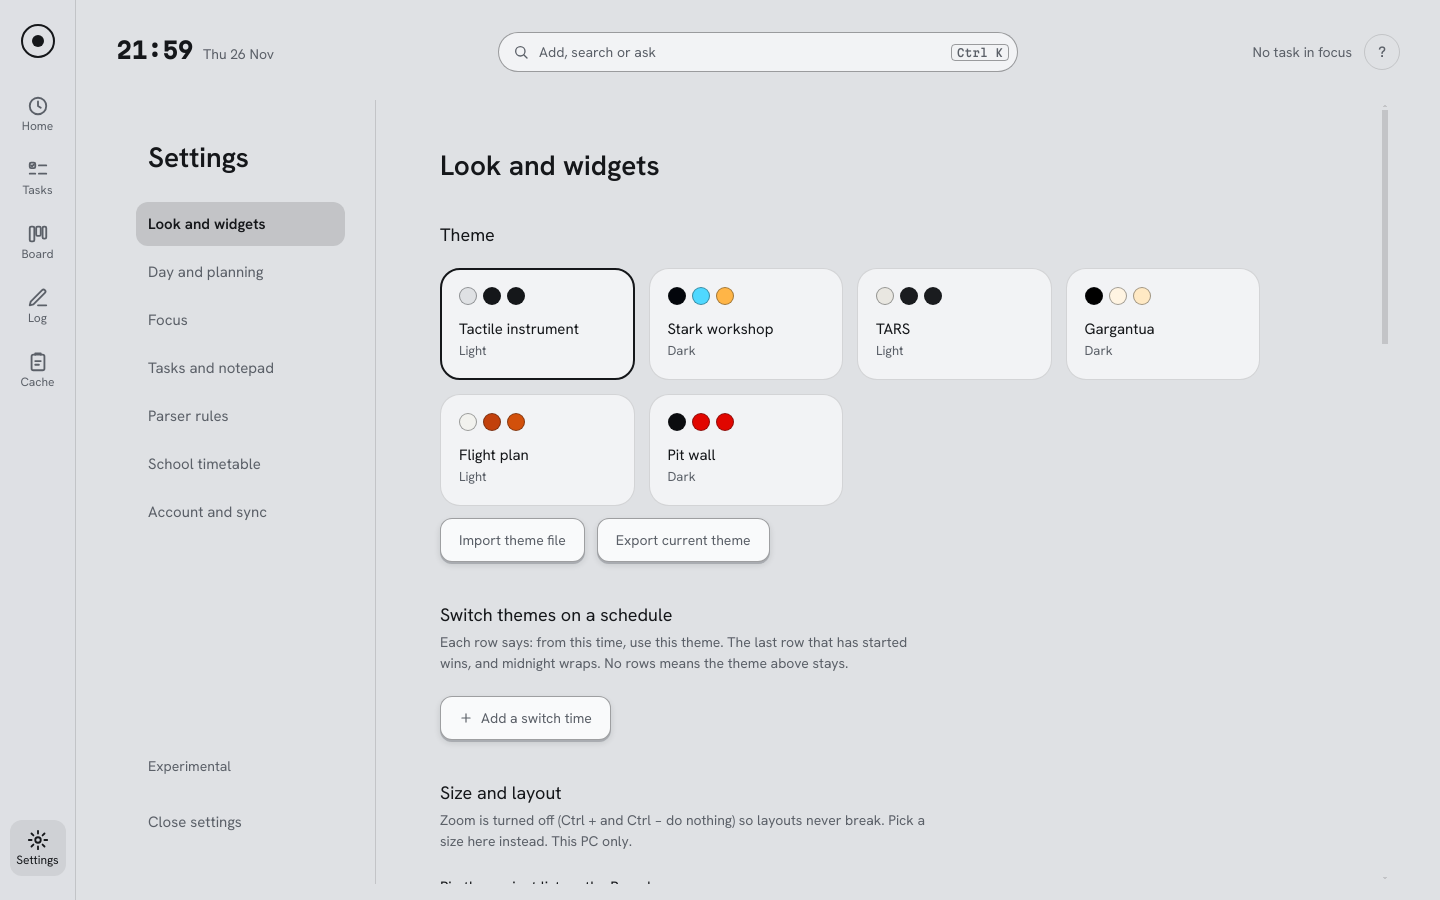 21:59 Thu 26 Nov
Add, search or ask
Ctrl K
No task in focus
?
Home
Tasks
Board
Log
Cache
Settings
Settings
Look and widgets
Day and planning
Focus
Tasks and notepad
Parser rules
School timetable
Account and sync
Experimental
Close settings
Look and widgets
Theme
Tactile instrument
Light
Stark workshop
Dark
TARS
Light
Gargantua
Dark
Flight plan
Light
Pit wall
Dark
Import theme file
Export current theme
Switch themes on a schedule
Each row says: from this time, use this theme. The last row that has started
wins, and midnight wraps. No rows means the theme above stays.
+ Add a switch time
Size and layout
Zoom is turned off (Ctrl + and Ctrl − do nothing) so layouts never break. Pick a
size here instead. This PC only.